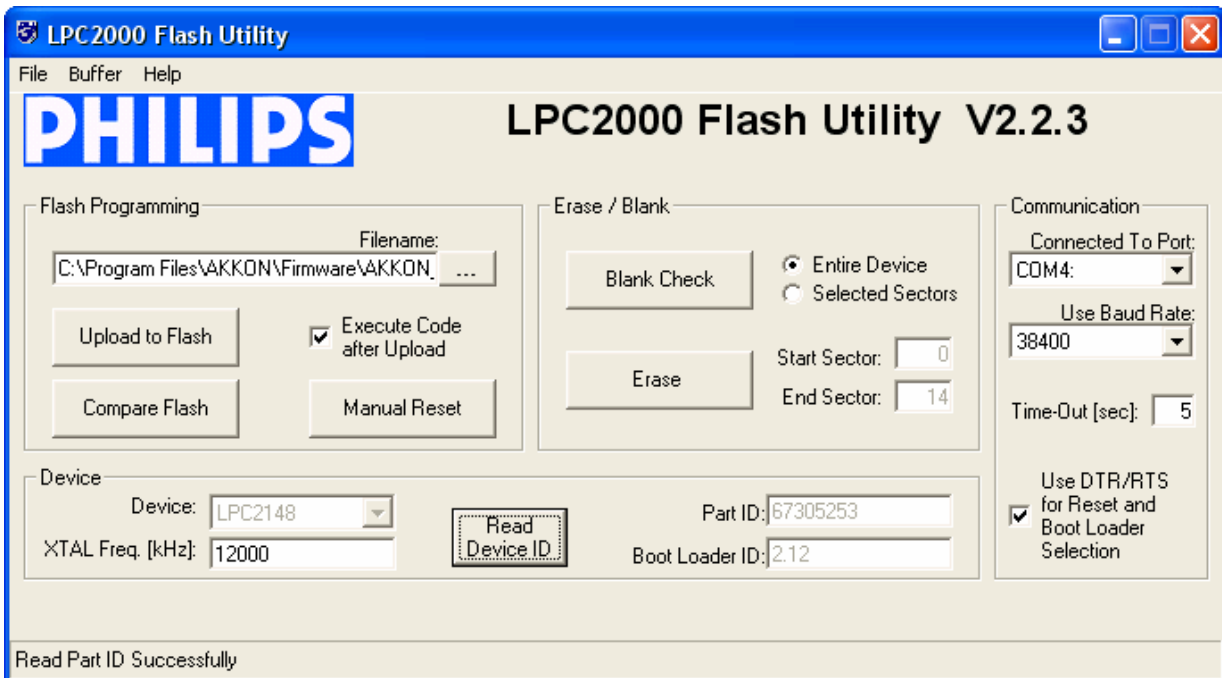 LPC2000 Flash Utility
File Buffer Help
PHILIPS
LPC2000 Flash Utility V2.2.3
Flash Programming
Filename:
C:\Program Files\AKKON\Firmware\AKKON_
...
Upload to Flash
Execute Code
after Upload
Compare Flash
Manual Reset
Erase / Blank
Blank Check
Entire Device
Selected Sectors
Erase
Start Sector: 0
End Sector: 14
Communication
Connected To Port:
COM4:
Use Baud Rate:
38400
Time-Out [sec]: 5
Use DTR/RTS
for Reset and
Boot Loader
Selection
Device
Device: LPC2148
XTAL Freq. [kHz]: 12000
Read
Device ID
Part ID: 67305253
Boot Loader ID: 2.12
Read Part ID Successfully